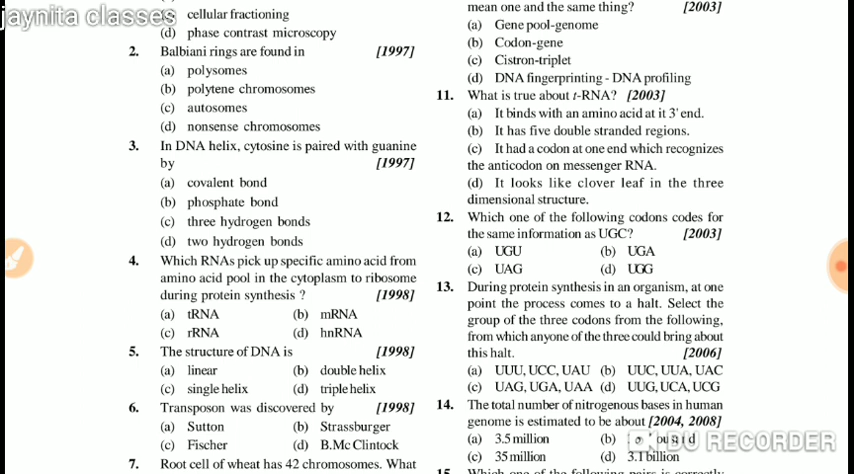 jaynita classes
cellular fractioning
(d) phase contrast microscopy
2. Balbiani rings are found in [1997]
(a) polysomes
(b) polytene chromosomes
(c) autosomes
(d) nonsense chromosomes
3. In DNA helix, cytosine is paired with guanine
by [1997]
(a) covalent bond
(b) phosphate bond
(c) three hydrogen bonds
(d) two hydrogen bonds
4. Which RNAs pick up specific amino acid from
amino acid pool in the cytoplasm to ribosome
during protein synthesis ? [1998]
(a) tRNA (b) mRNA
(c) rRNA (d) hnRNA
5. The structure of DNA is [1998]
(a) linear (b) double helix
(c) single helix (d) triple helix
6. Transposon was discovered by [1998]
(a) Sutton (b) Strassburger
(c) Fischer (d) B.Mc Clintock
7. Root cell of wheat has 42 chromosomes. What
mean one and the same thing? [2003]
(a) Gene pool-genome
(b) Codon-gene
(c) Cistron-triplet
(d) DNA fingerprinting - DNA profiling
11. What is true about t-RNA? [2003]
(a) It binds with an amino acid at it 3' end.
(b) It has five double stranded regions.
(c) It had a codon at one end which recognizes
the anticodon on messenger RNA.
(d) It looks like clover leaf in the three
dimensional structure.
12. Which one of the following codons codes for
the same information as UGC? [2003]
(a) UGU (b) UGA
(c) UAG (d) UGG
13. During protein synthesis in an organism, at one
point the process comes to a halt. Select the
group of the three codons from the following,
from which anyone of the three could bring about
this halt. [2006]
(a) UUU, UCC, UAU (b) UUC, UUA, UAC
(c) UAG, UGA, UAA (d) UUG, UCA, UCG
14. The total number of nitrogenous bases in human
genome is estimated to be about [2004, 2008]
(a) 3.5 million (b)
(c) 35 million (d) 3.1 billion
DU RECORDER
15. Which one of the following pairs is correctly